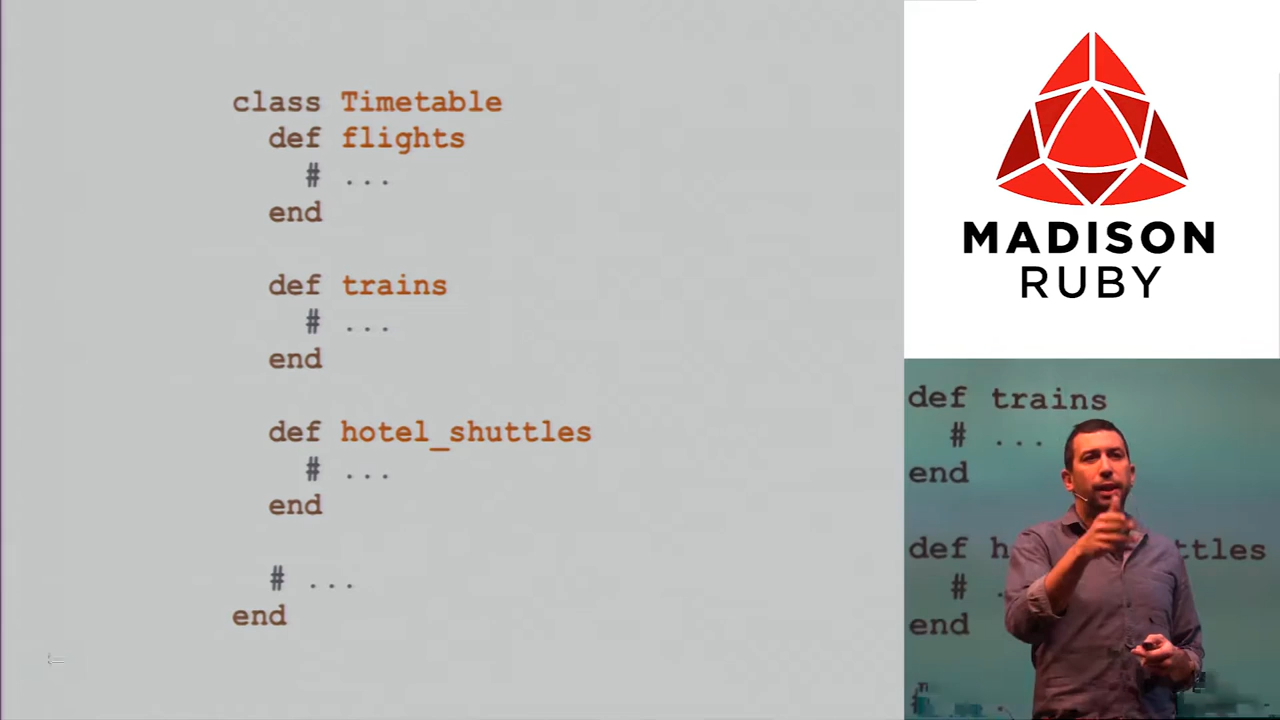 class Timetable
def flights
# ...
end
def trains
# ...
end
def hotel_shuttles
# ...
end
# ...
end
MADISON
RUBY
def trains
# ...
end
def h ttles
# .
end
#